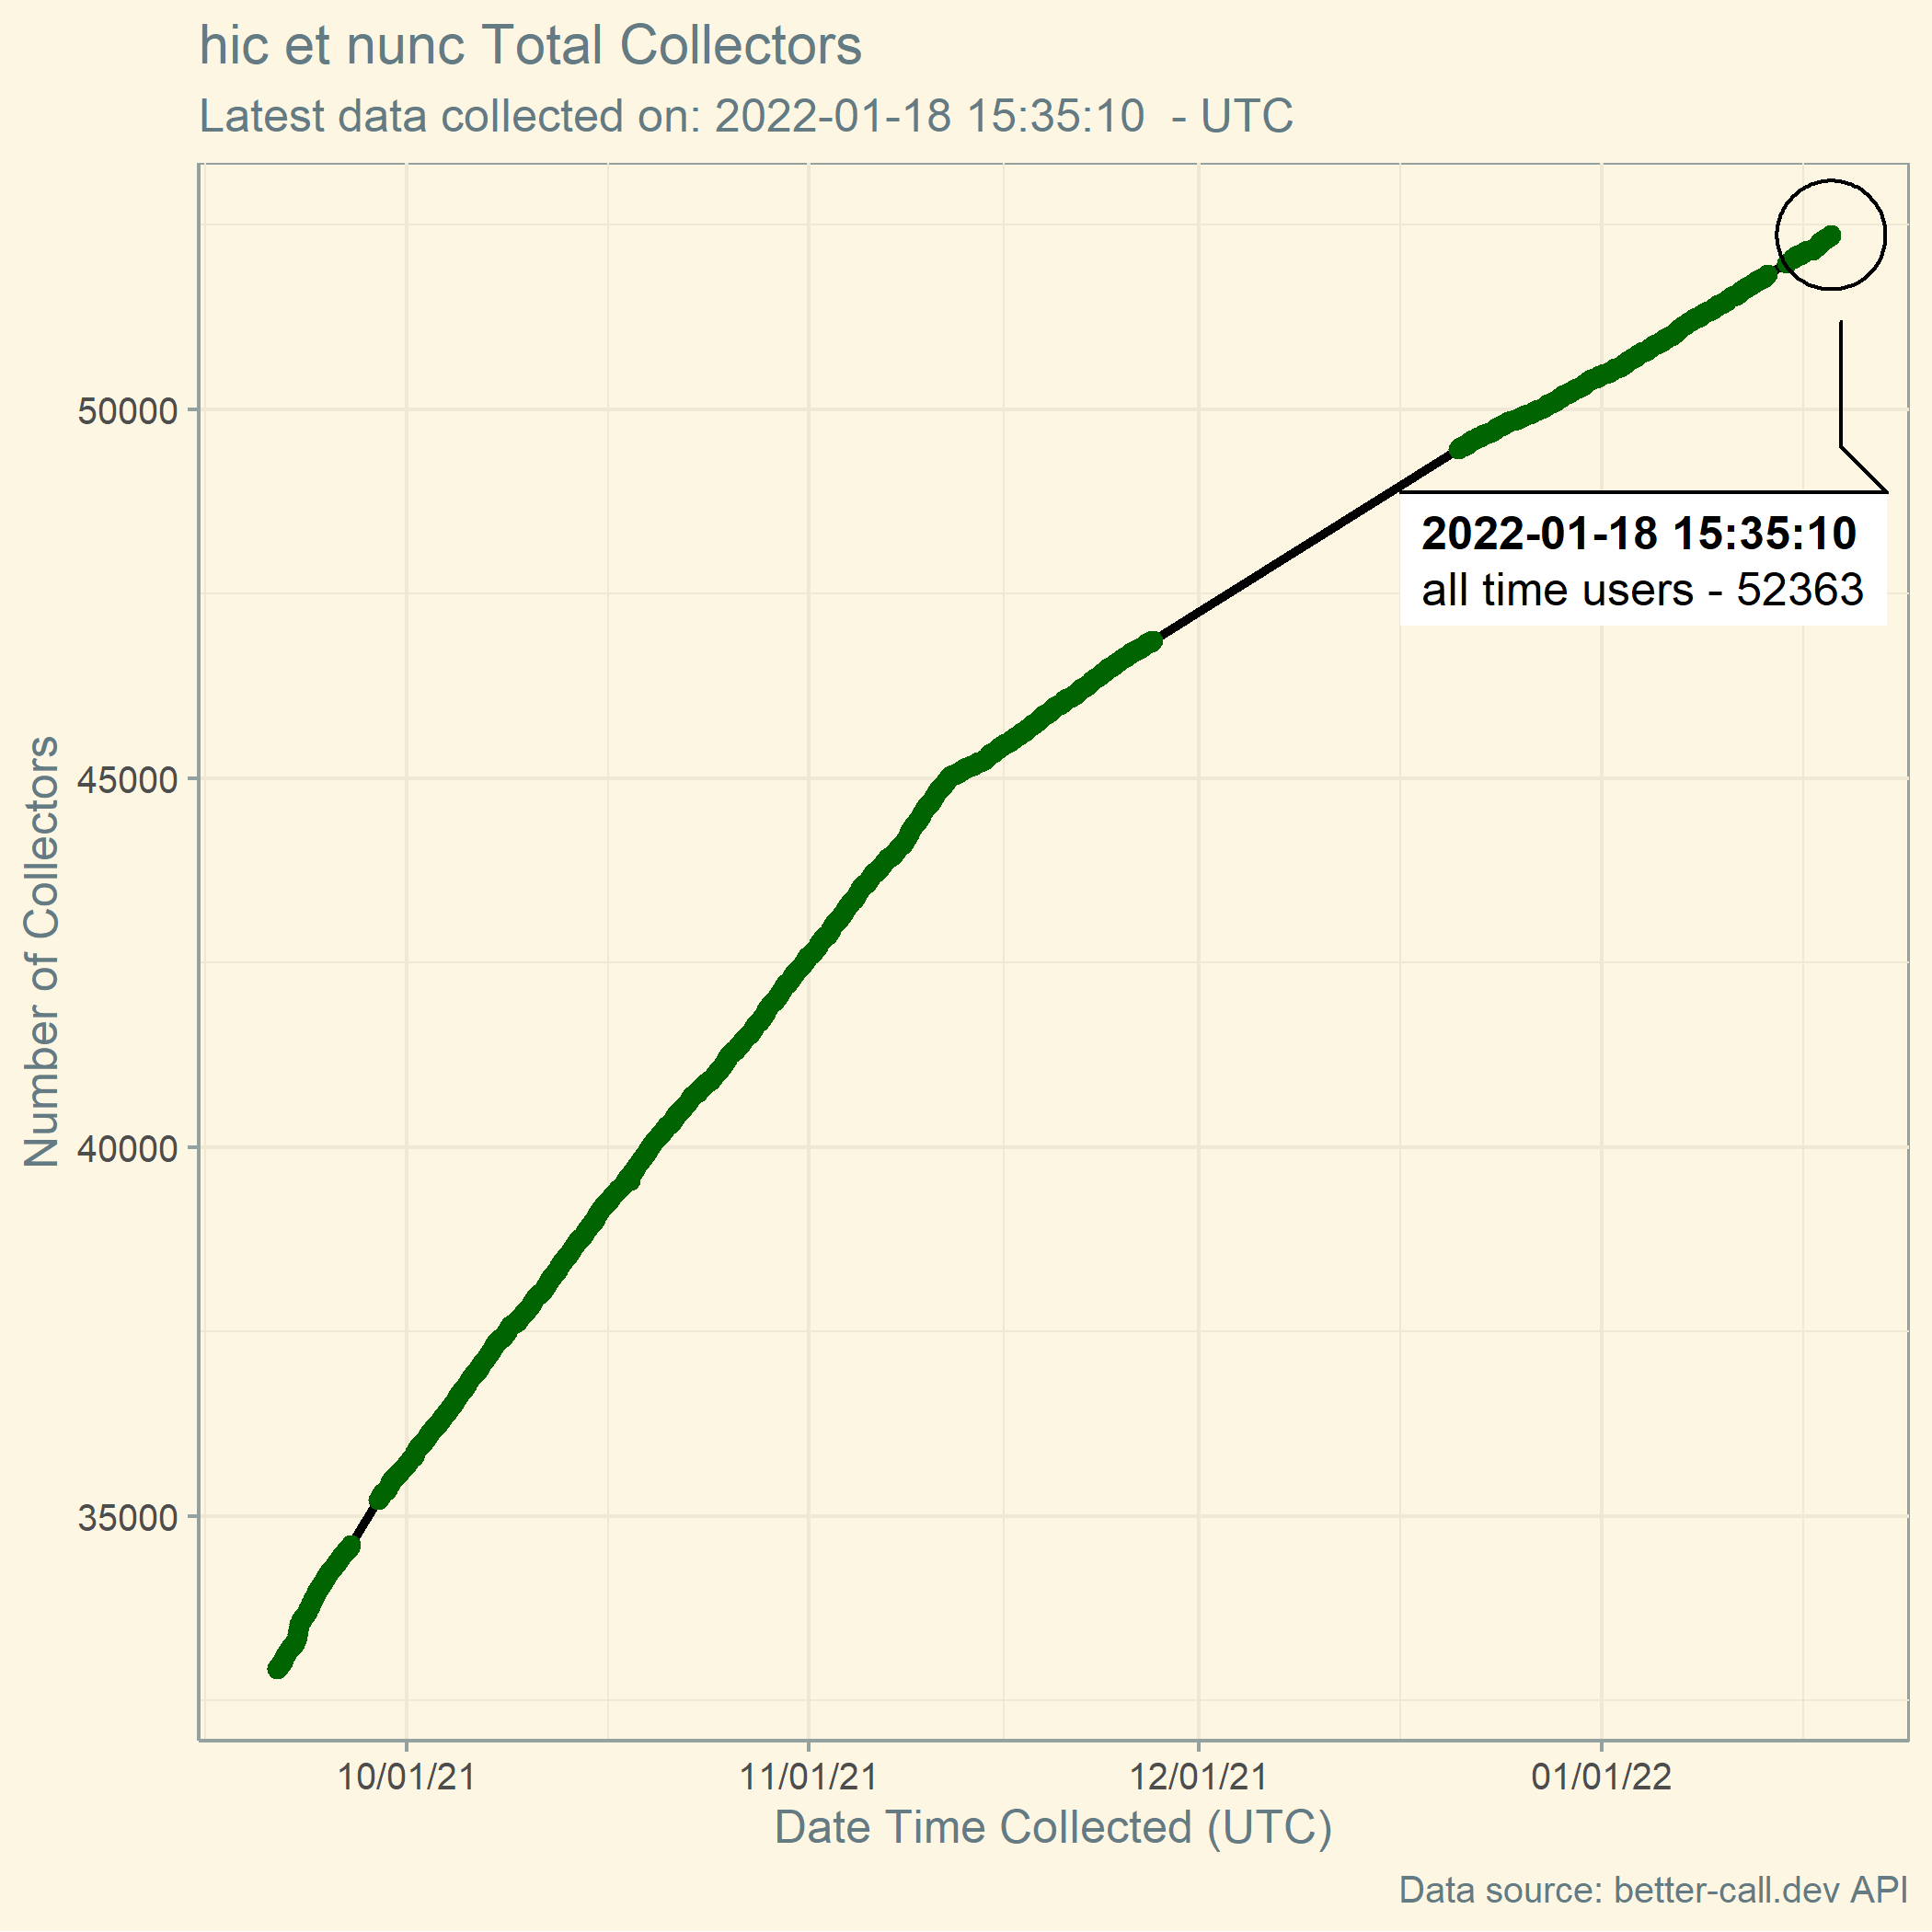 hic et nunc Total Collectors
Latest data collected on: 2022-01-18 15:35:10  - UTC
50000
2022-01-18 15:35:10
all time users - 52363
45000
Number of Collectors
40000
35000
10/01/21
11/01/21
12/01/21
01/01/22
Date Time Collected (UTC)
Data source: better-call.dev API